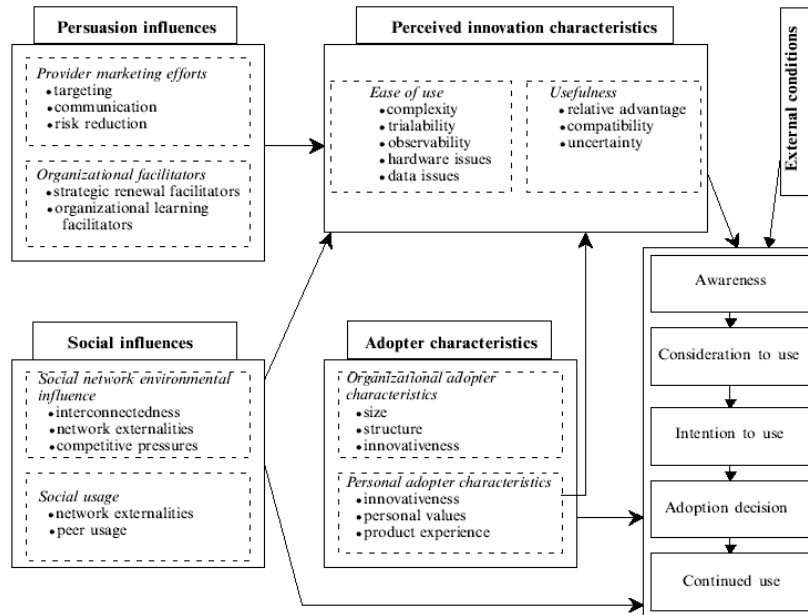 Persuasion influences
Provider marketing efforts
• targeting
• communication
• risk reduction
Organizational facilitators
• strategic renewal facilitators
• organizational learning
facilitators
Perceived innovation characteristics
Ease of use
• complexity
• trialability
• observability
• hardware issues
• data issues
Usefulness
• relative advantage
• compatibility
• uncertainty
External conditions
Social influences
Social network environmental
influence
• interconnectedness
• network externalities
• competitive pressures
Social usage
• network externalities
• peer usage
Adopter characteristics
Organizational adopter
characteristics
• size
• structure
• innovativeness
Personal adopter characteristics
• innovativeness
• personal values
• product experience
Awareness
Consideration to use
Intention to use
Adoption decision
Continued use